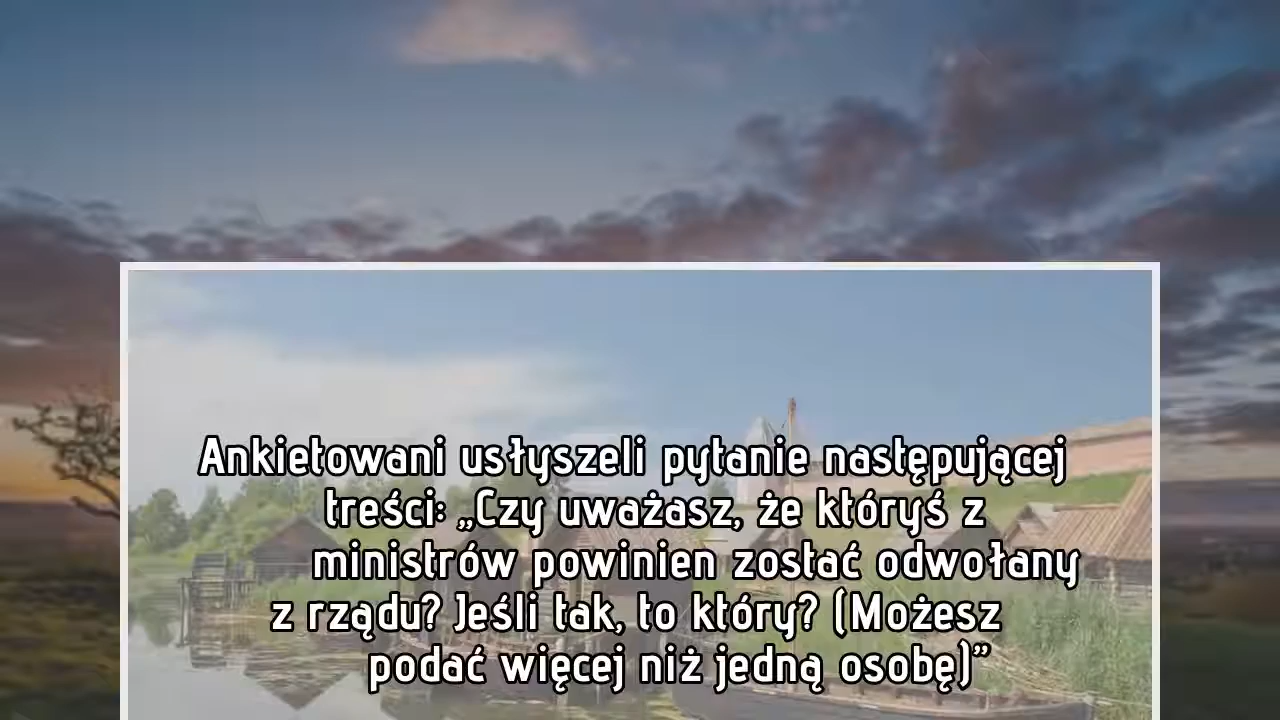 Ankietowani usłyszeli pytanie następującej
treści: „Czy uważasz, że któryś z
ministrów powinien zostać odwołany
z rządu? Jeśli tak, to który? (Możesz
podać więcej niż jedną osobę)”